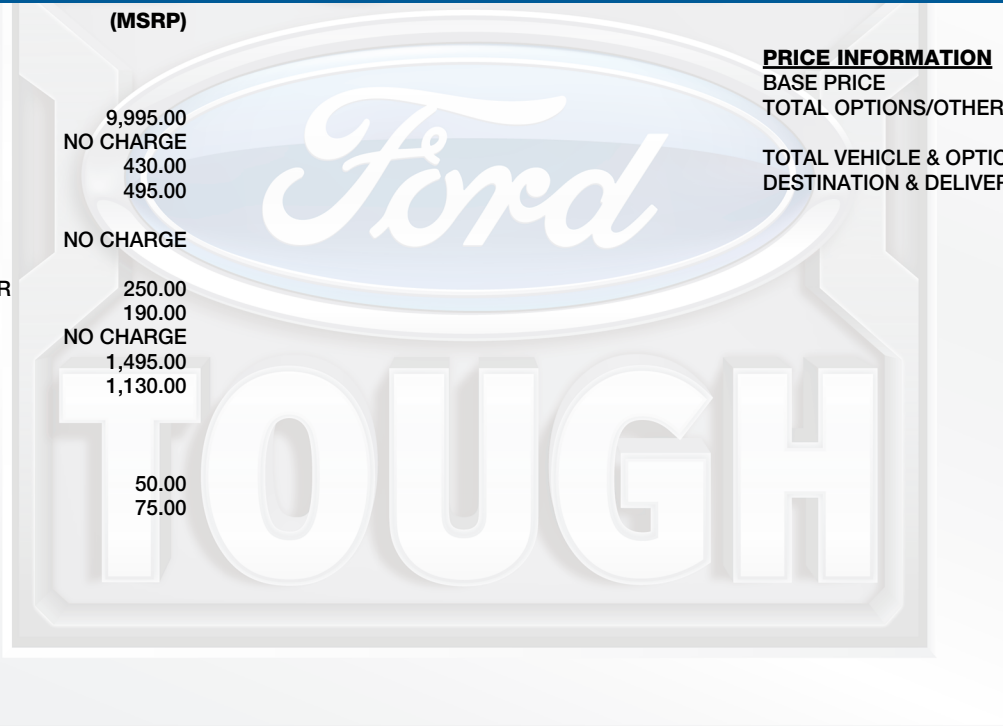 (MSRP)
9,995.00
NO CHARGE
430.00
495.00
NO CHARGE
R 250.00
190.00
NO CHARGE
1,495.00
1,130.00
50.00
75.00
PRICE INFORMATION
BASE PRICE
TOTAL OPTIONS/OTHER
TOTAL VEHICLE & OPTIO
DESTINATION & DELIVER
Ford
TOUGH